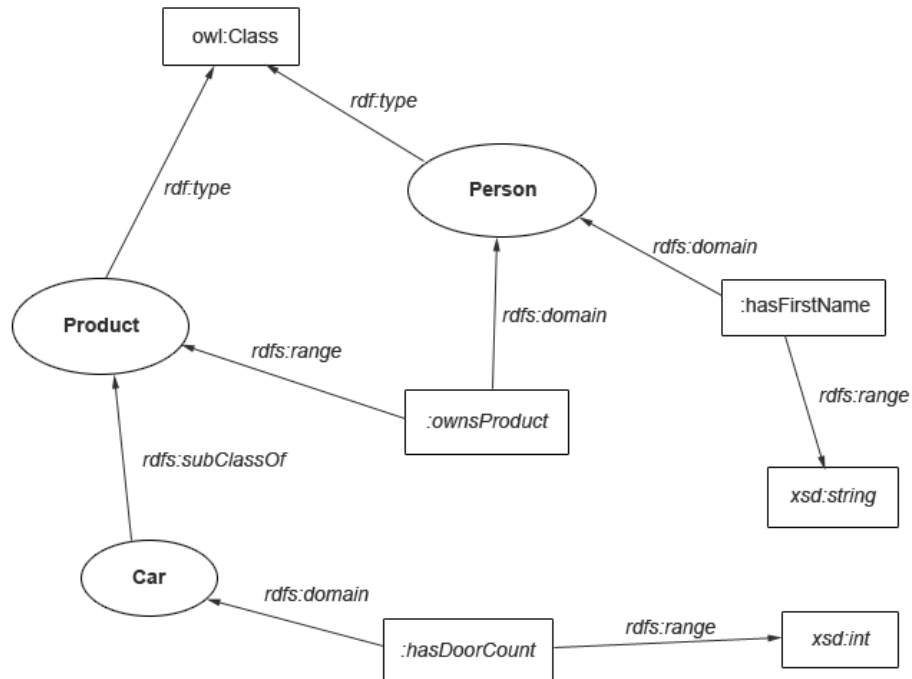 owl:Class
rdf:type
rdf:type
Person
rdfs:domain
:hasFirstName
rdfs:domain
Product
rdfs:range
rdfs:range
:ownsProduct
rdfs:subClassOf
xsd:string
Car
rdfs:domain
rdfs:range
xsd:int
:hasDoorCount